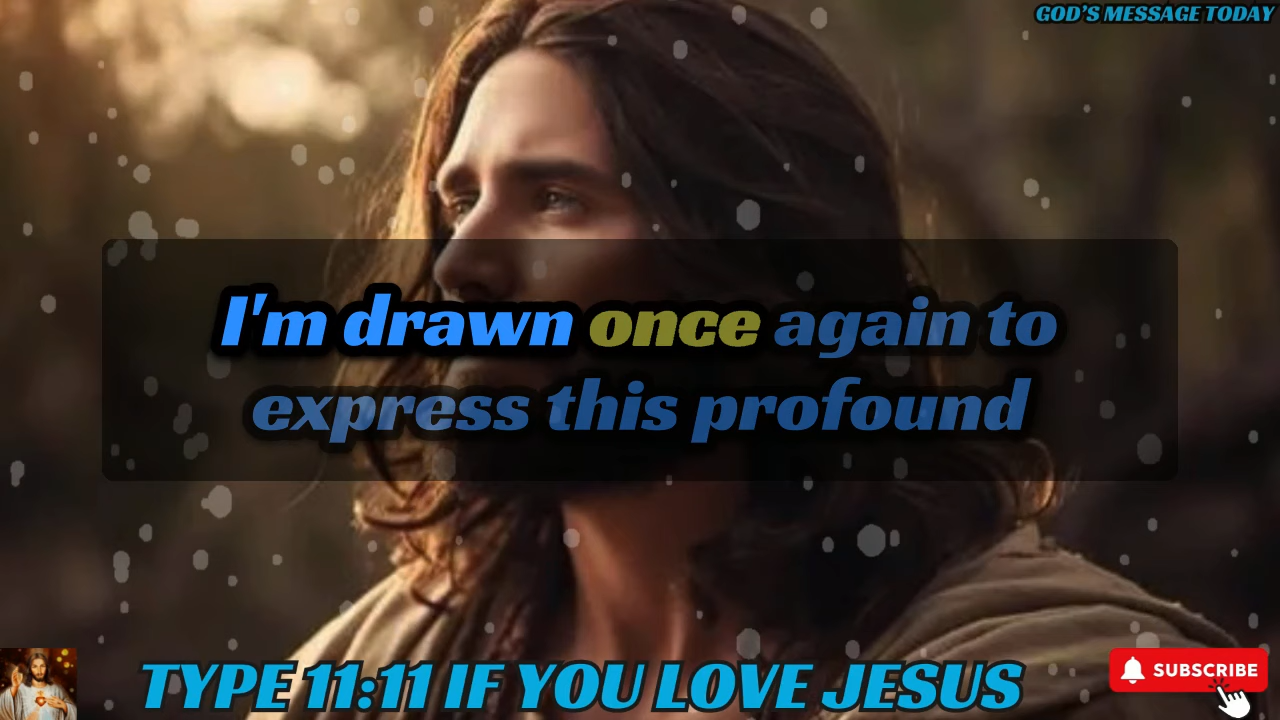 GOD'S MESSAGE TODAY
I'm drawn once again to
express this profound
TYPE 11:11 IF YOU LOVE JESUS
SUBSCRIBE